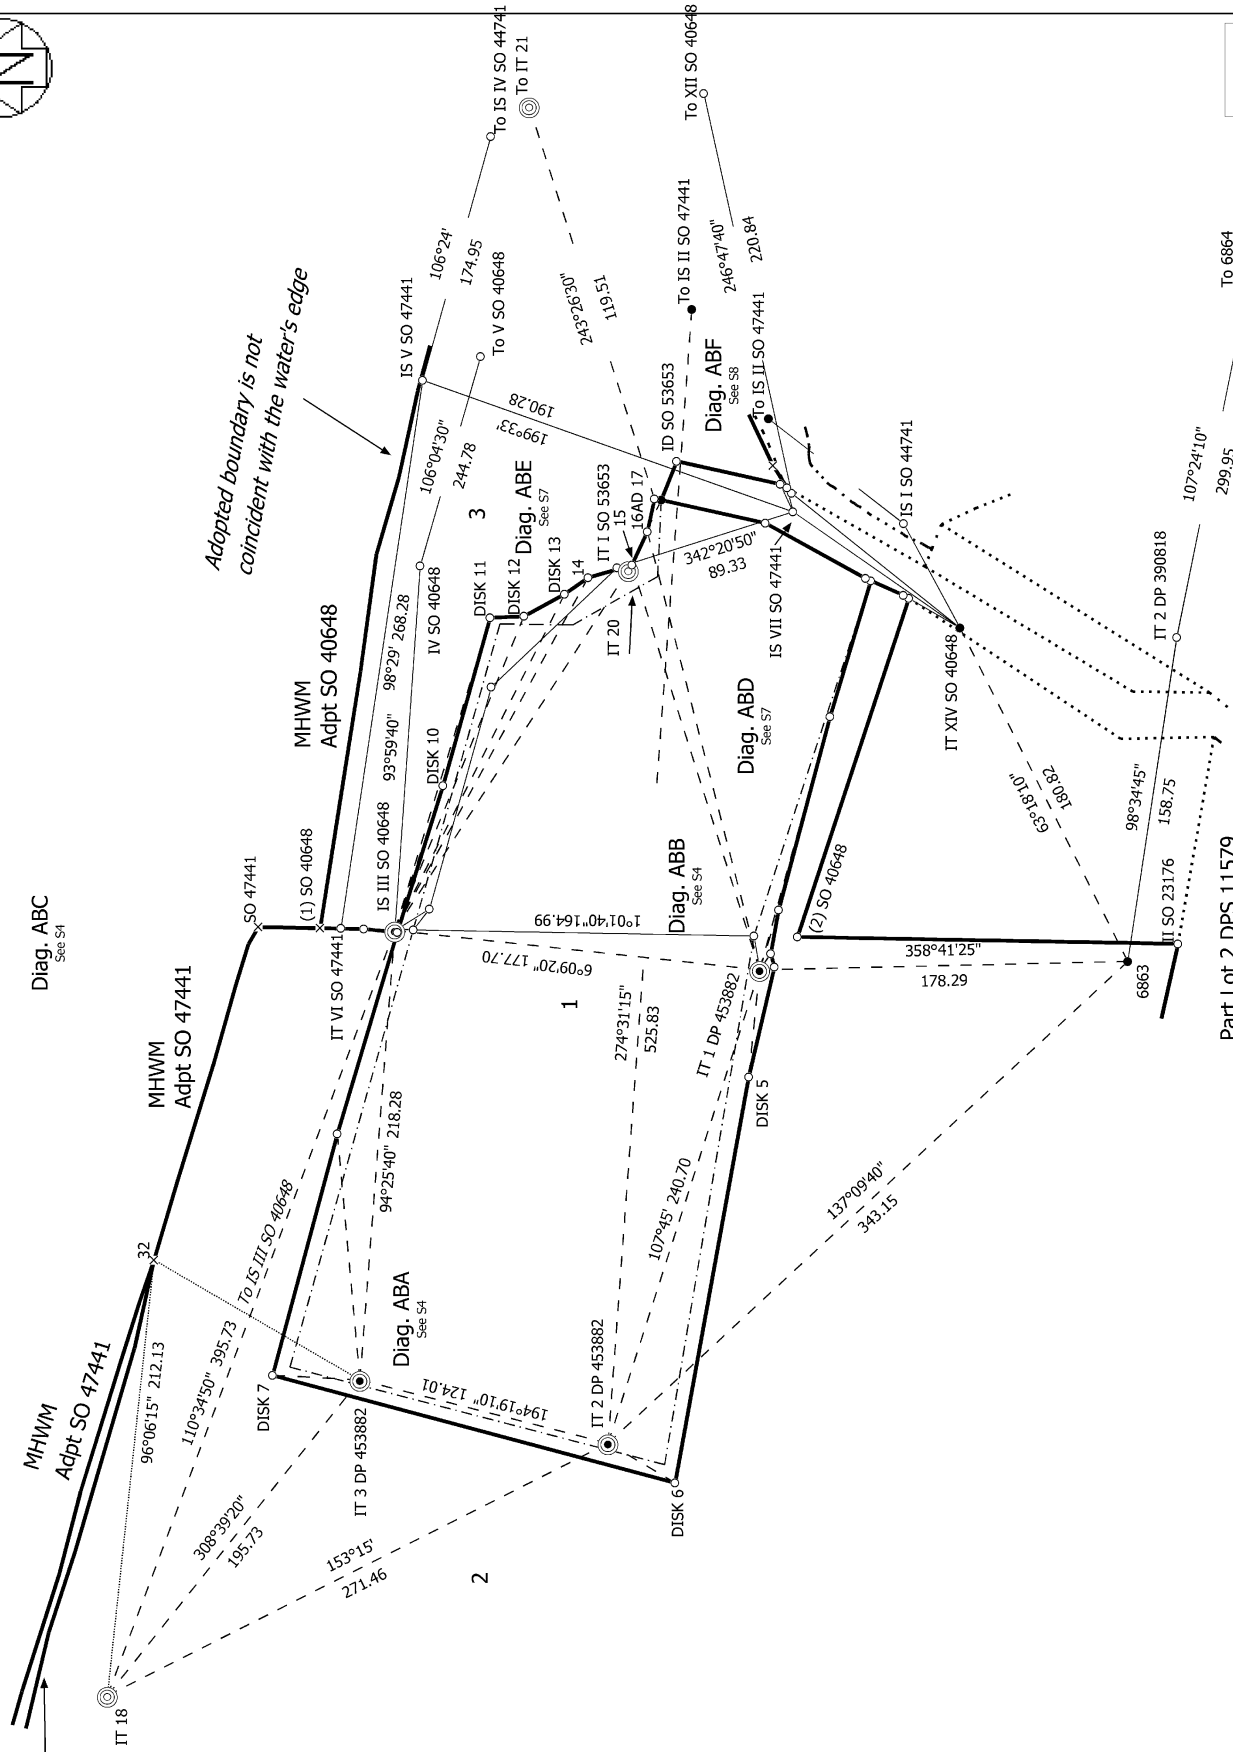 N
Diag. ABC
See S4
MHWM
Adpt SO 47441
MHWM
Adpt SO 47441
MHWM
Adpt SO 40648
Adopted boundary is not
coincident with the water's edge
IT 18
32
96°06'15" 212.13
110°34'50" 395.73
To IS III SO 40648
308°39'20"
195.73
153°15'
271.46
2
DISK 7
IT 3 DP 453882
Diag. ABA
See S4
194°19'10" 124.01
IT 2 DP 453882
DISK 6
94°25'40" 218.28
SO 47441
(1) SO 40648
IT VI SO 47441
IS III SO 40648
93°59'40"
98°29' 268.28
IV SO 40648
106°04'30"
244.78
To V SO 40648
IS V SO 47441
106°24'
174.95
To IS IV SO 44741
To IT 21
To XII SO 40648
243°26'30"
119.51
246°47'40"
220.84
To IS II SO 47441
To IS II SO 47441
190.28
199°33'
3
Diag. ABE
See S7
DISK 10
DISK 11
DISK 12
DISK 13
14
IT I SO 53653
15
16AD 17
ID SO 53653
Diag. ABF
See S8
IT 20
342°20'50"
89.33
IS VII SO 47441
IS I SO 44741
IT XIV SO 40648
Diag. ABD
See S7
Diag. ABB
See S4
1°01'40" 164.99
6°09'20" 177.70
1
274°31'15"
525.83
IT 1 DP 453882
107°45' 240.70
DISK 5
(2) SO 40648
358°41'25"
178.29
137°09'40"
343.15
63°18'10"
180.82
98°34'45"
158.75
IT 2 DP 390818
107°24'10"
299.95
To 6864
II SO 23176
6863
Part Lot 2 DPS 11579